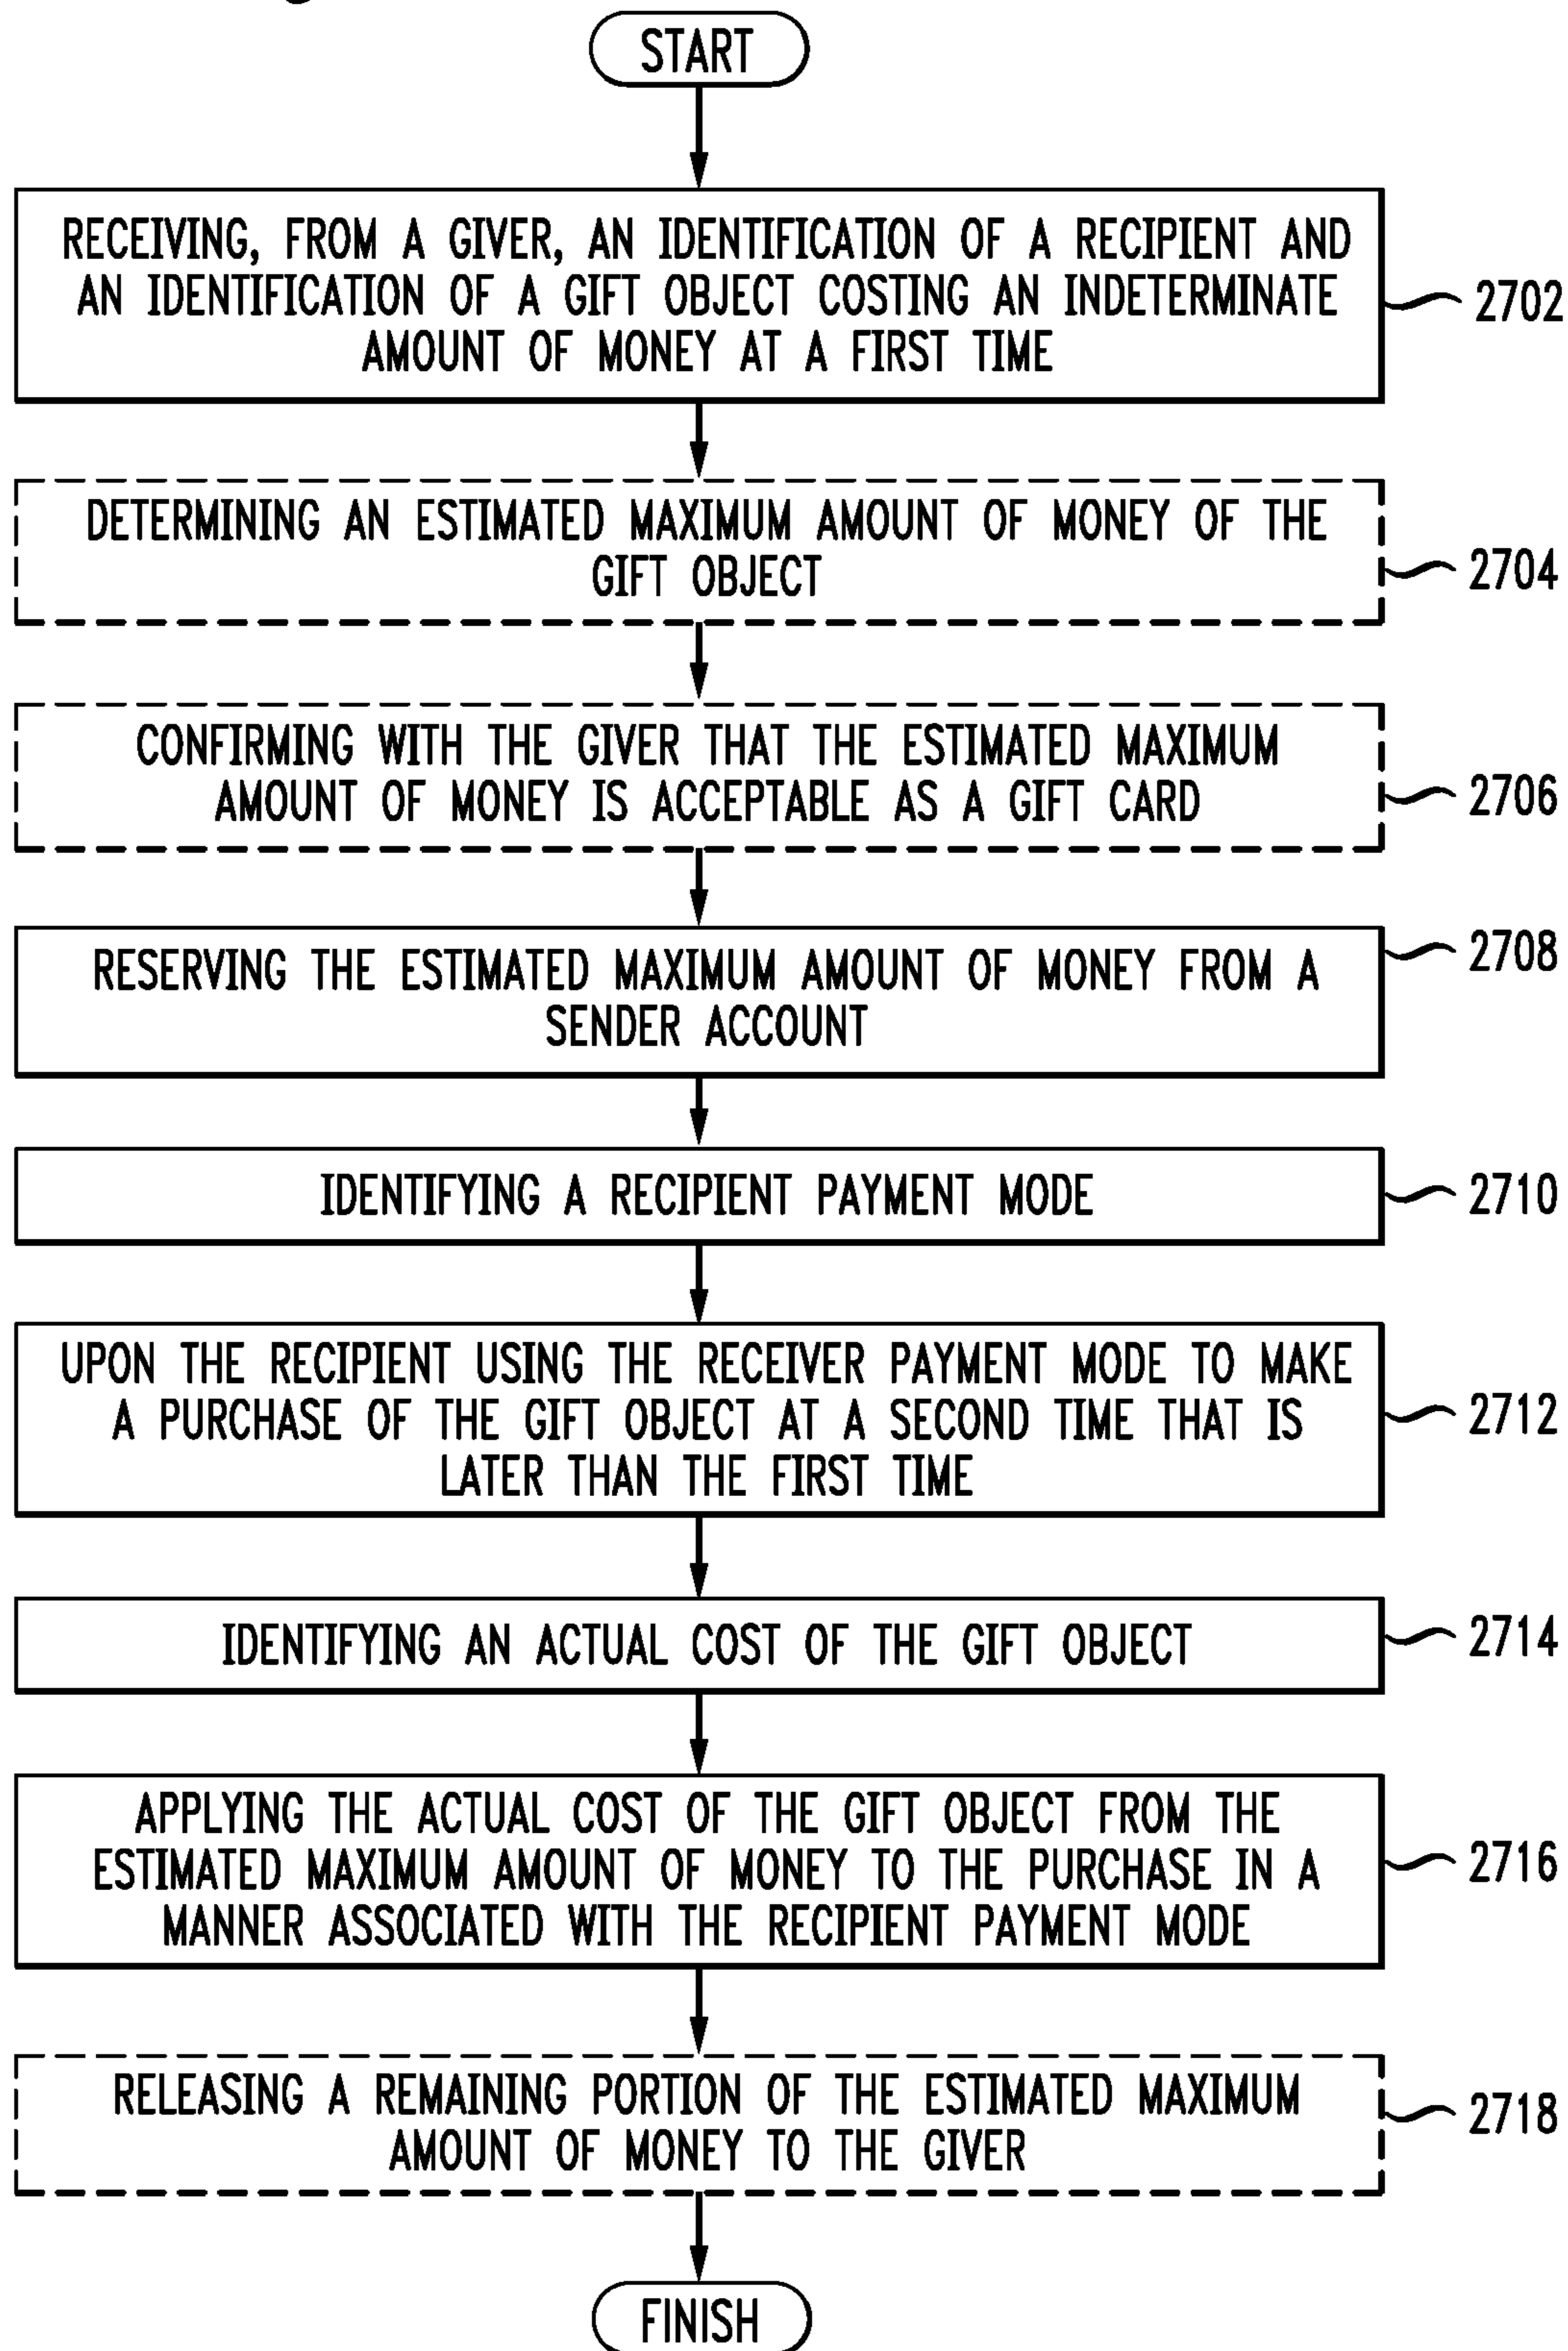 START
RECEIVING, FROM A GIVER, AN IDENTIFICATION OF A RECIPIENT AND
AN IDENTIFICATION OF A GIFT OBJECT COSTING AN INDETERMINATE
AMOUNT OF MONEY AT A FIRST TIME
2702
DETERMINING AN ESTIMATED MAXIMUM AMOUNT OF MONEY OF THE
GIFT OBJECT
2704
CONFIRMING WITH THE GIVER THAT THE ESTIMATED MAXIMUM
AMOUNT OF MONEY IS ACCEPTABLE AS A GIFT CARD
2706
RESERVING THE ESTIMATED MAXIMUM AMOUNT OF MONEY FROM A
SENDER ACCOUNT
2708
IDENTIFYING A RECIPIENT PAYMENT MODE
2710
UPON THE RECIPIENT USING THE RECEIVER PAYMENT MODE TO MAKE
A PURCHASE OF THE GIFT OBJECT AT A SECOND TIME THAT IS
LATER THAN THE FIRST TIME
2712
IDENTIFYING AN ACTUAL COST OF THE GIFT OBJECT
2714
APPLYING THE ACTUAL COST OF THE GIFT OBJECT FROM THE
ESTIMATED MAXIMUM AMOUNT OF MONEY TO THE PURCHASE IN A
MANNER ASSOCIATED WITH THE RECIPIENT PAYMENT MODE
2716
RELEASING A REMAINING PORTION OF THE ESTIMATED MAXIMUM
AMOUNT OF MONEY TO THE GIVER
2718
FINISH